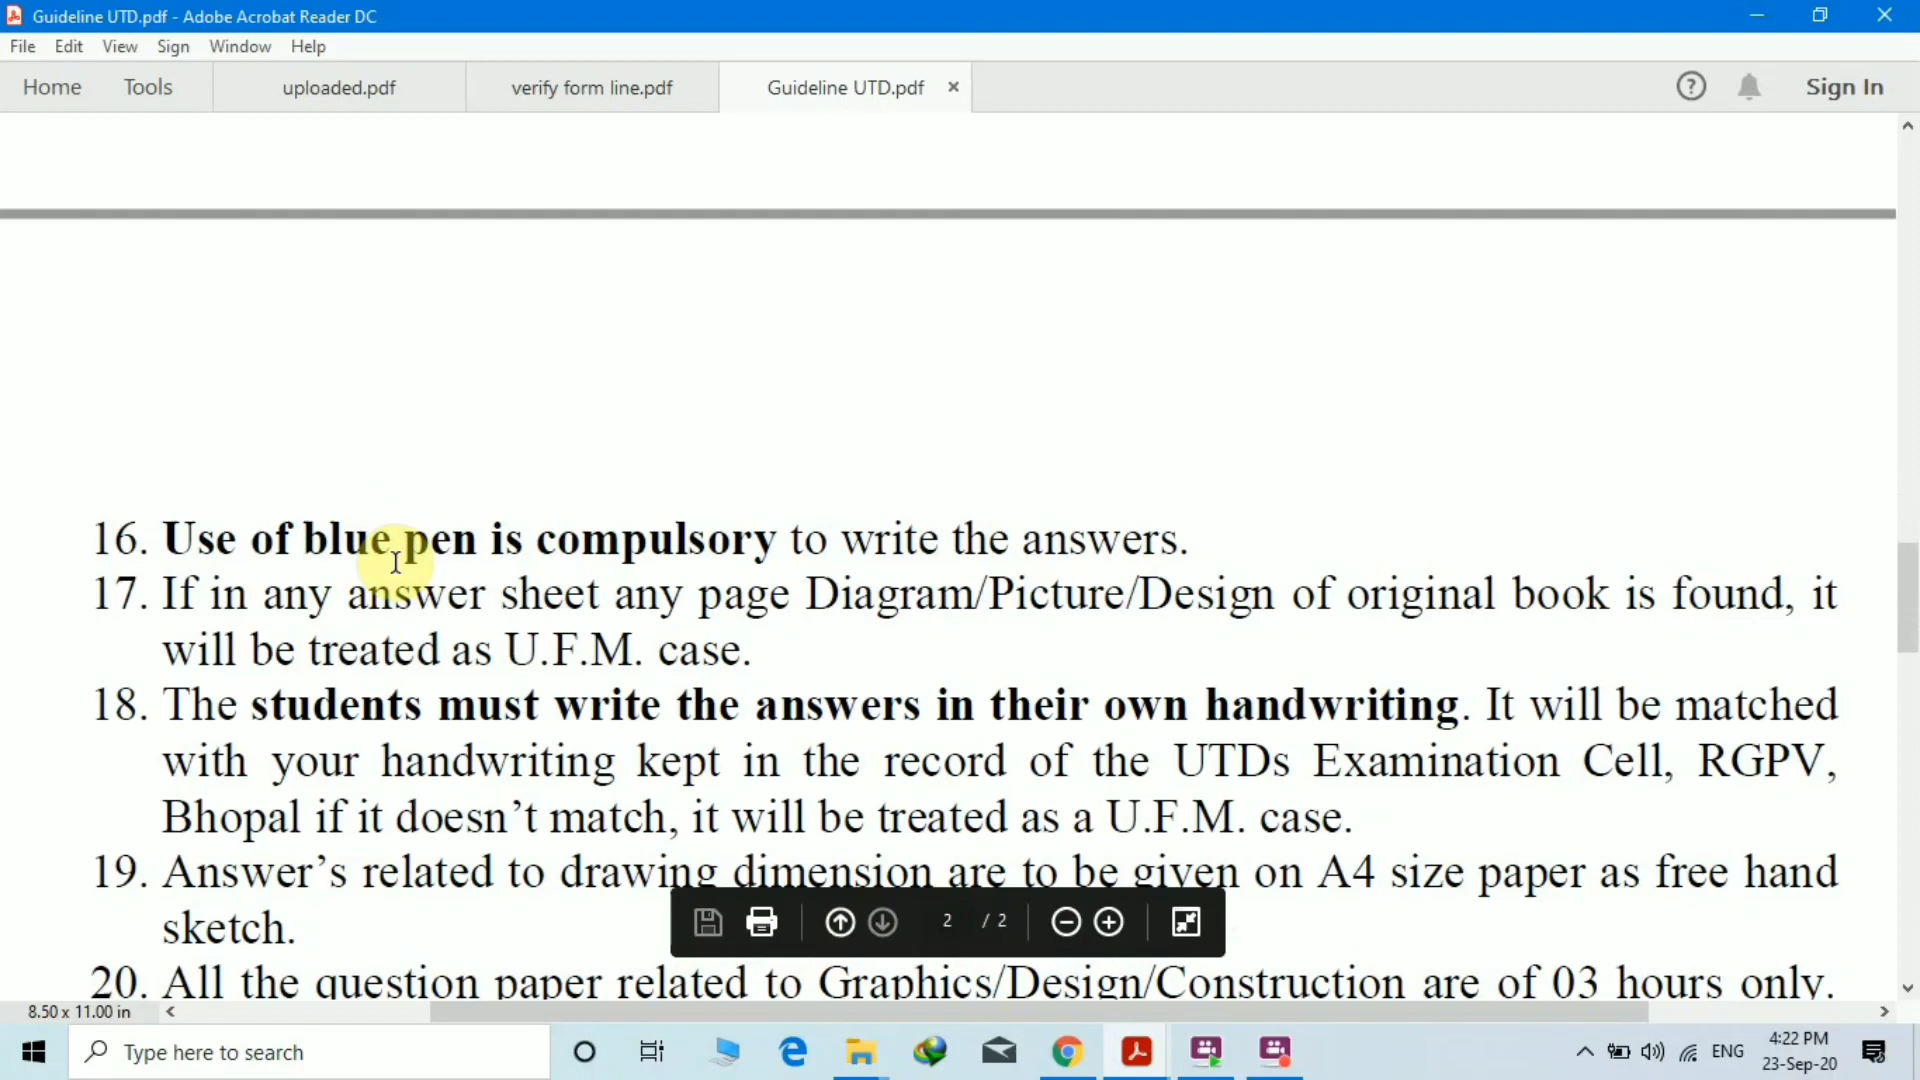 Guideline UTD.pdf - Adobe Acrobat Reader DC
File Edit View Sign Window Help
Home Tools uploaded.pdf verify form line.pdf Guideline UTD.pdf × Sign In
16. Use of blue pen is compulsory to write the answers.
17. If in any answer sheet any page Diagram/Picture/Design of original book is found, it
will be treated as U.F.M. case.
18. The students must write the answers in their own handwriting. It will be matched
with your handwriting kept in the record of the UTDs Examination Cell, RGPV,
Bhopal if it doesn’t match, it will be treated as a U.F.M. case.
19. Answer’s related to drawing dimension are to be given on A4 size paper as free hand
sketch.
2 / 2
20. All the question paper related to Graphics/Design/Construction are of 03 hours only.
8.50 x 11.00 in
Type here to search
ENG
4:22 PM
23-Sep-20